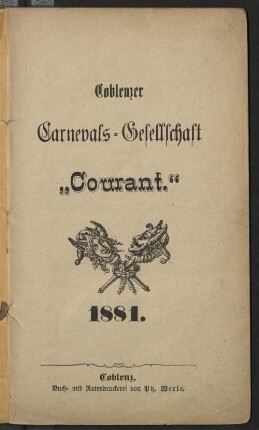 Coblenzer
Carnevals-Gesellschaft
„Courant.“
1881.
Coblenz,
Buch- und Notendruckerei von Ph. Werle.